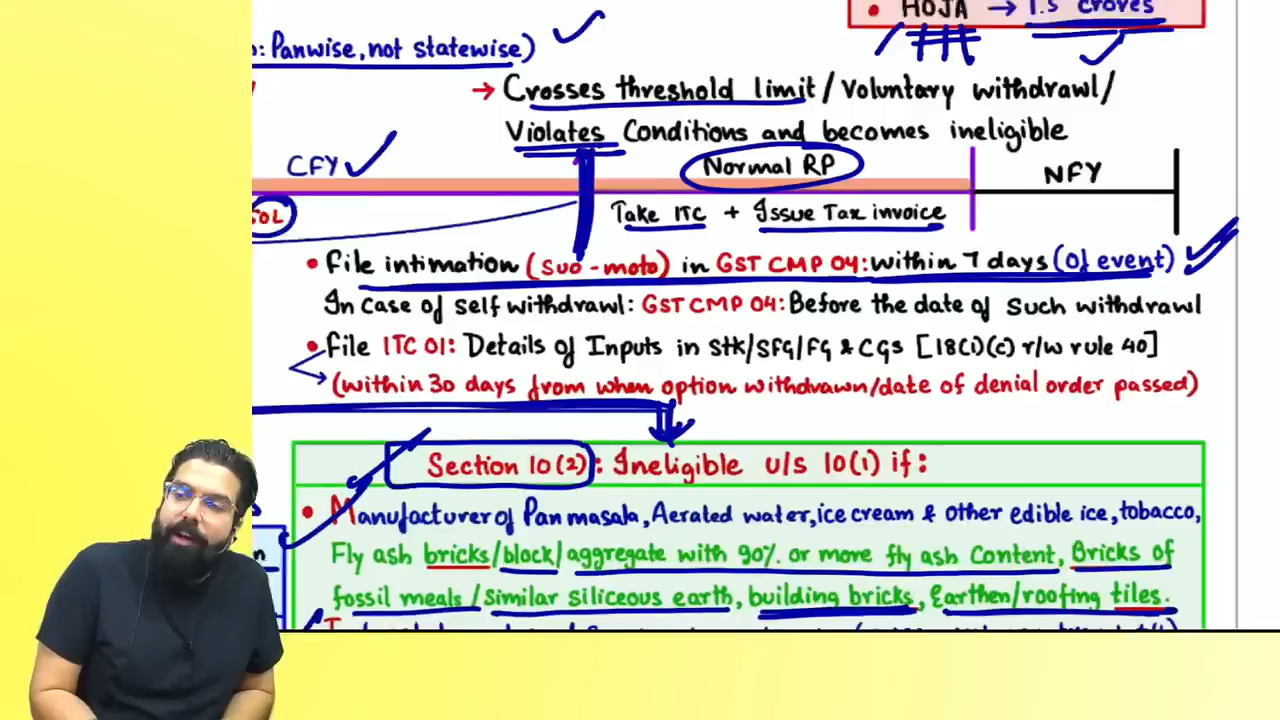 • HOJA → 1.5 crores
: Panwise, not statewise)
→ Crosses threshold limit / Voluntary withdrawl /
Violates Conditions and becomes ineligible
CFY
Normal RP
NFY
Take ITC + Issue Tax invoice
• File intimation (Suo-moto) in GST CMP 04: within 7 days (Of event)
In Case of self withdrawl: GST CMP 04: Before the date of Such withdrawl
• File ITC 01: Details of Inputs in Stk/SFG/FG & CGs [18(1)(c) r/w rule 40]
(within 30 days from when option withdrawn/date of denial order passed)
Section 10(2): Ineligible u/s 10(1) if:
• Manufacturer of Pan masala, Aerated water, ice cream & other edible ice, tobacco,
Fly ash bricks/block/aggregate with 90% or more fly ash Content, Bricks of
fossil meals / Similar siliceous earth, building bricks, Earthen/roofing tiles.